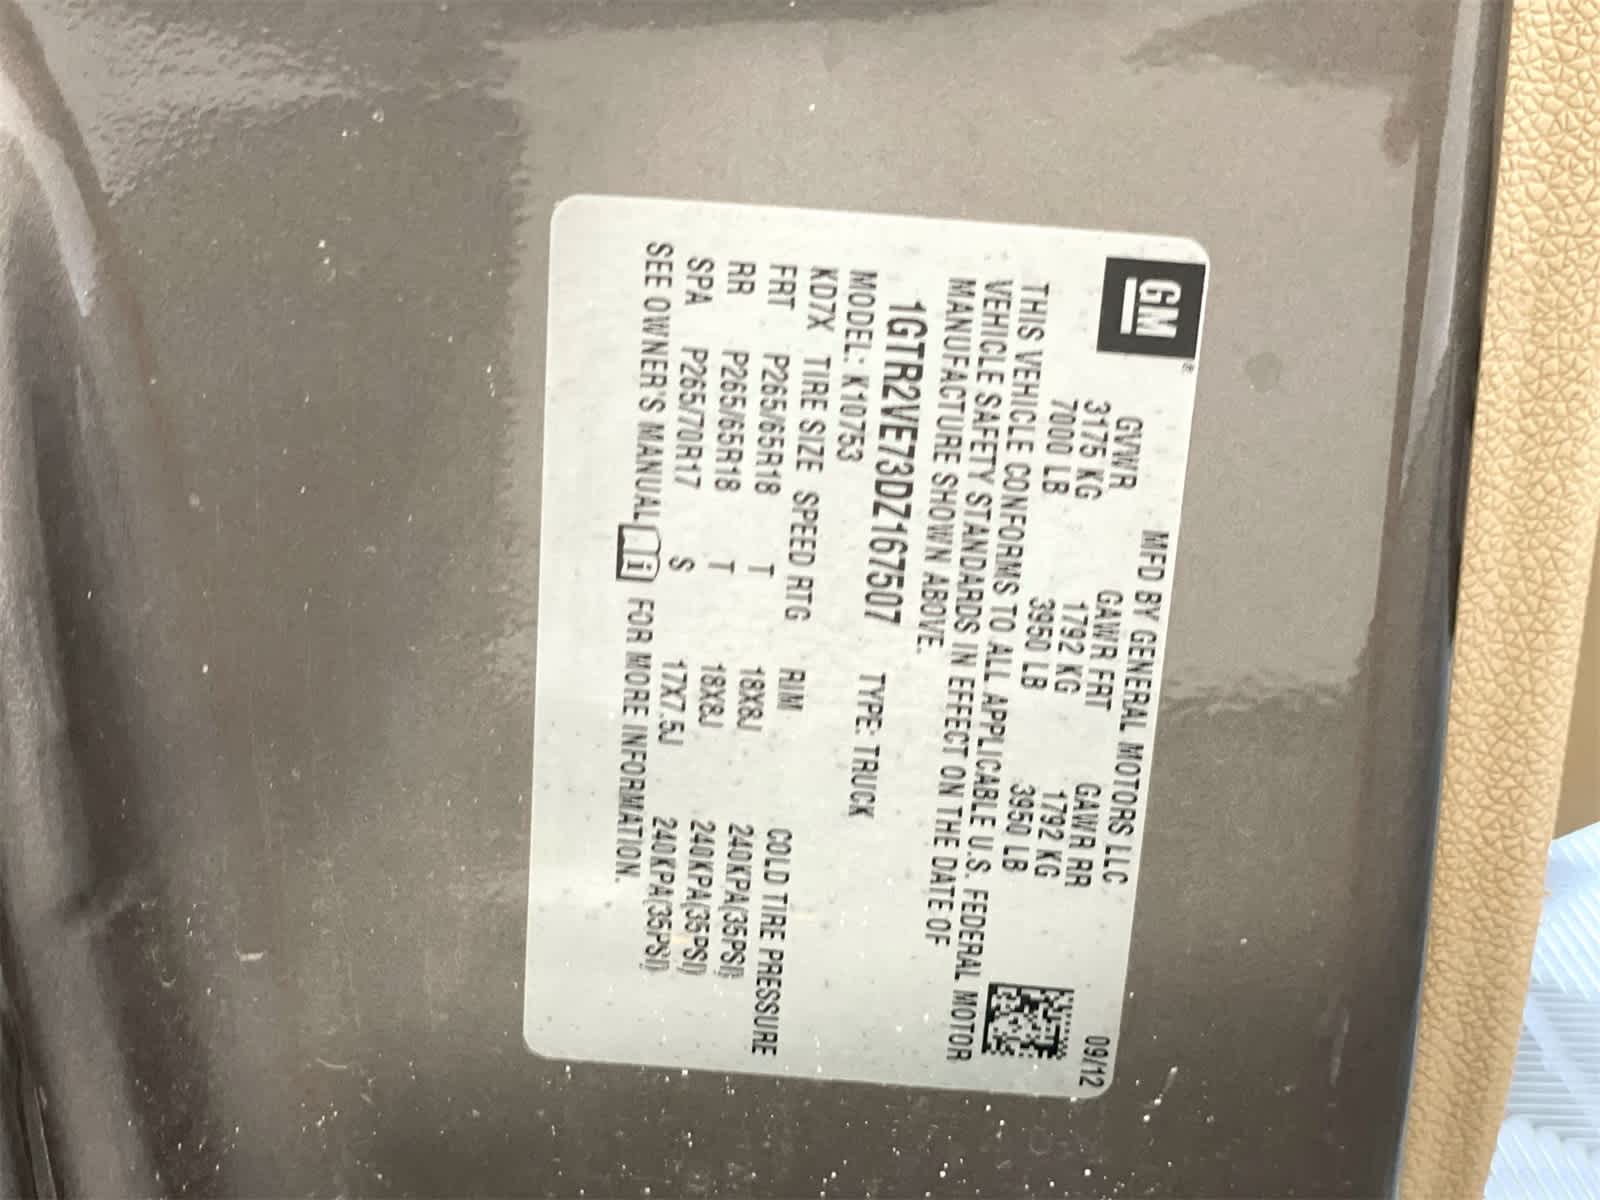 GM®
MFD BY GENERAL MOTORS LLC 09/12
GVWR GAWR FRT GAWR RR
3175 KG 1792 KG 1792 KG
7000 LB 3950 LB 3950 LB
THIS VEHICLE CONFORMS TO ALL APPLICABLE U.S. FEDERAL MOTOR
VEHICLE SAFETY STANDARDS IN EFFECT ON THE DATE OF
MANUFACTURE SHOWN ABOVE.
1GTR2VE73DZ167507 TYPE: TRUCK
MODEL: K10753
KD7X TIRE SIZE SPEED RTG RIM COLD TIRE PRESSURE
FRT P265/65R18 T 18X8J 240KPA(35PSI)
RR P265/65R18 T 18X8J 240KPA(35PSI)
SPA P265/70R17 S 17X7.5J 240KPA(35PSI)
SEE OWNER'S MANUAL i FOR MORE INFORMATION.